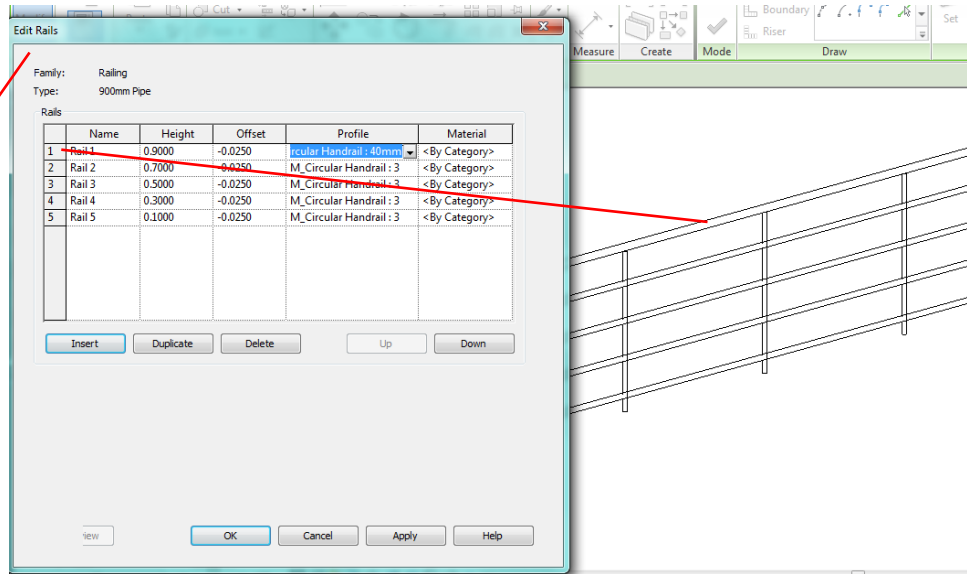 Cut
Boundary
Riser
Set
Measure Create Mode Draw
Edit Rails
Family: Railing
Type: 900mm Pipe
Rails
Name Height Offset Profile Material
1 Rail 1 0.9000 -0.0250 rcular Handrail : 40mm <By Category>
2 Rail 2 0.7000 -0.0250 M_Circular Handrail : 3 <By Category>
3 Rail 3 0.5000 -0.0250 M_Circular Handrail : 3 <By Category>
4 Rail 4 0.3000 -0.0250 M_Circular Handrail : 3 <By Category>
5 Rail 5 0.1000 -0.0250 M_Circular Handrail : 3 <By Category>
Insert Duplicate Delete Up Down
iew OK Cancel Apply Help